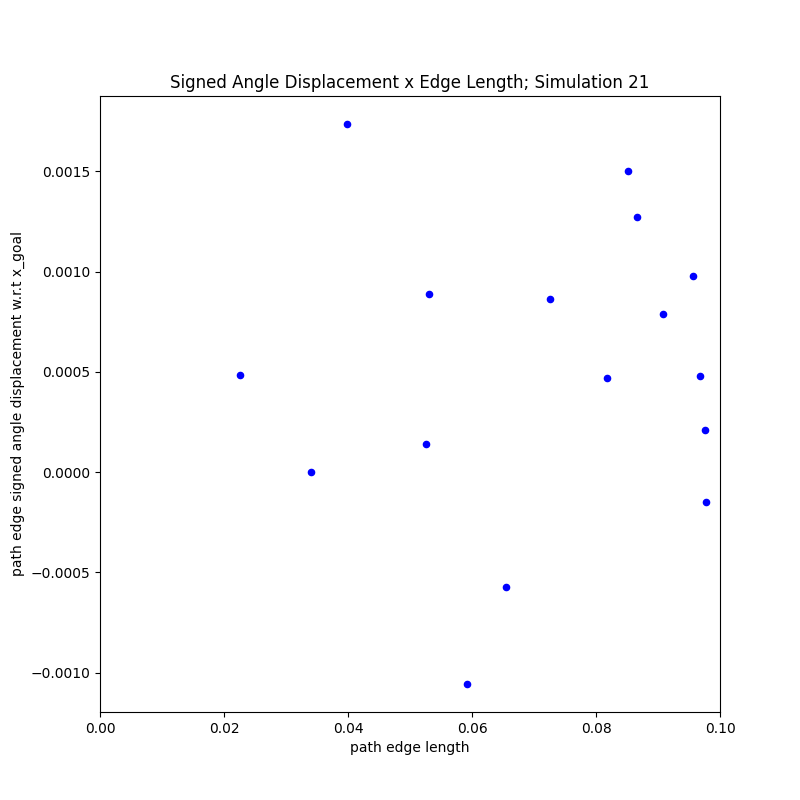 Signed Angle Displacement x Edge Length; Simulation 21
path edge signed angle displacement w.r.t x_goal
0.0015
0.0010
0.0005
0.0000
−0.0005
−0.0010
0.00 0.02 0.04 0.06 0.08 0.10
path edge length